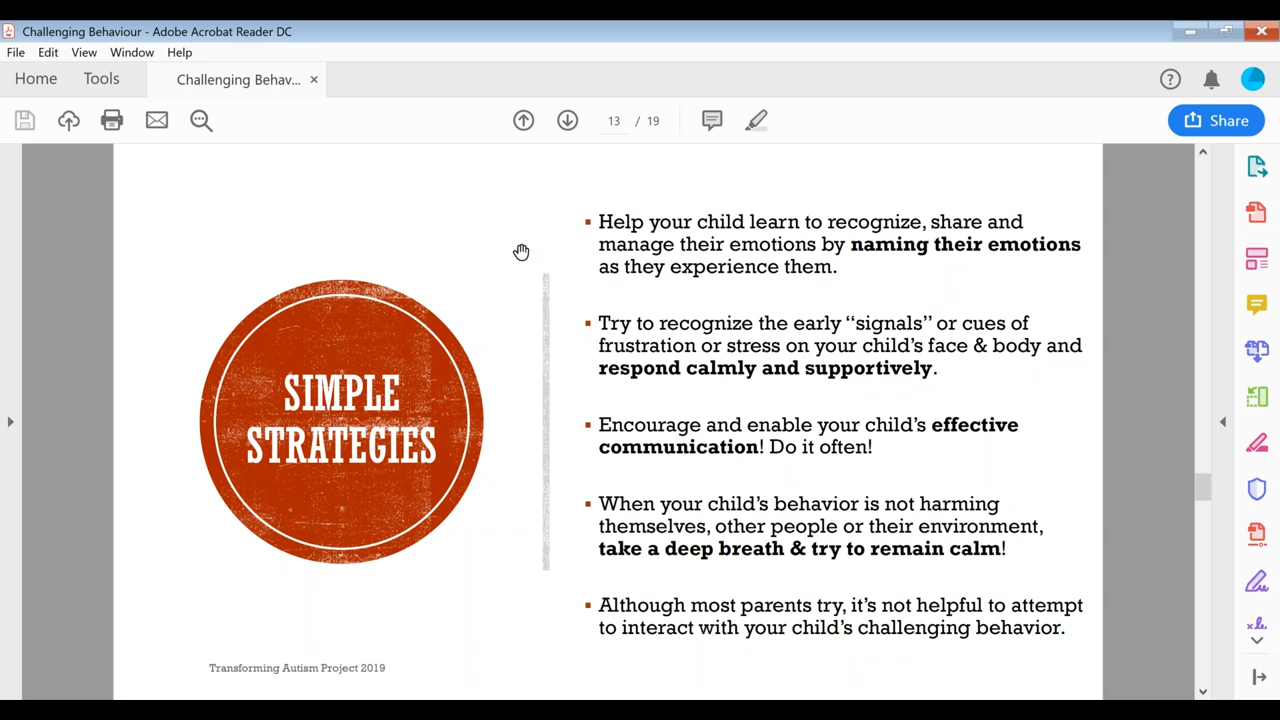 Challenging Behaviour - Adobe Acrobat Reader DC
File Edit View Window Help
Home Tools Challenging Behav... ×
13 / 19
Share
SIMPLE
STRATEGIES
▪ Help your child learn to recognize, share and
manage their emotions by naming their emotions
as they experience them.
▪ Try to recognize the early “signals” or cues of
frustration or stress on your child’s face & body and
respond calmly and supportively.
▪ Encourage and enable your child’s effective
communication! Do it often!
▪ When your child’s behavior is not harming
themselves, other people or their environment,
take a deep breath & try to remain calm!
▪ Although most parents try, it’s not helpful to attempt
to interact with your child’s challenging behavior.
Transforming Autism Project 2019